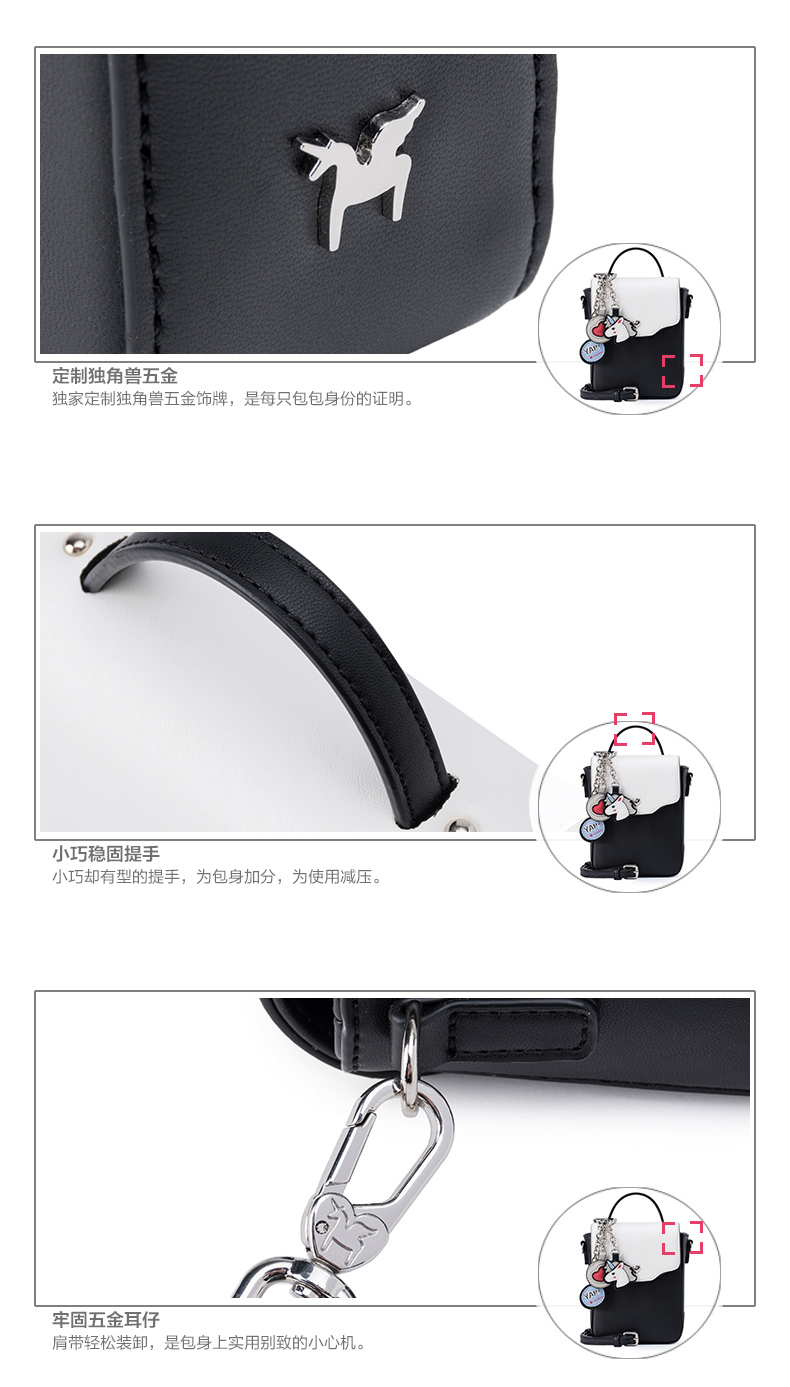 定制独角兽五金
独家定制独角兽五金饰牌，是每只包包身份的证明。
YAP
小巧稳固提手
小巧却有型的提手，为包身加分，为使用减压。
YAP
牢固五金耳仔
肩带轻松装卸，是包身上实用别致的小心机。
YAP